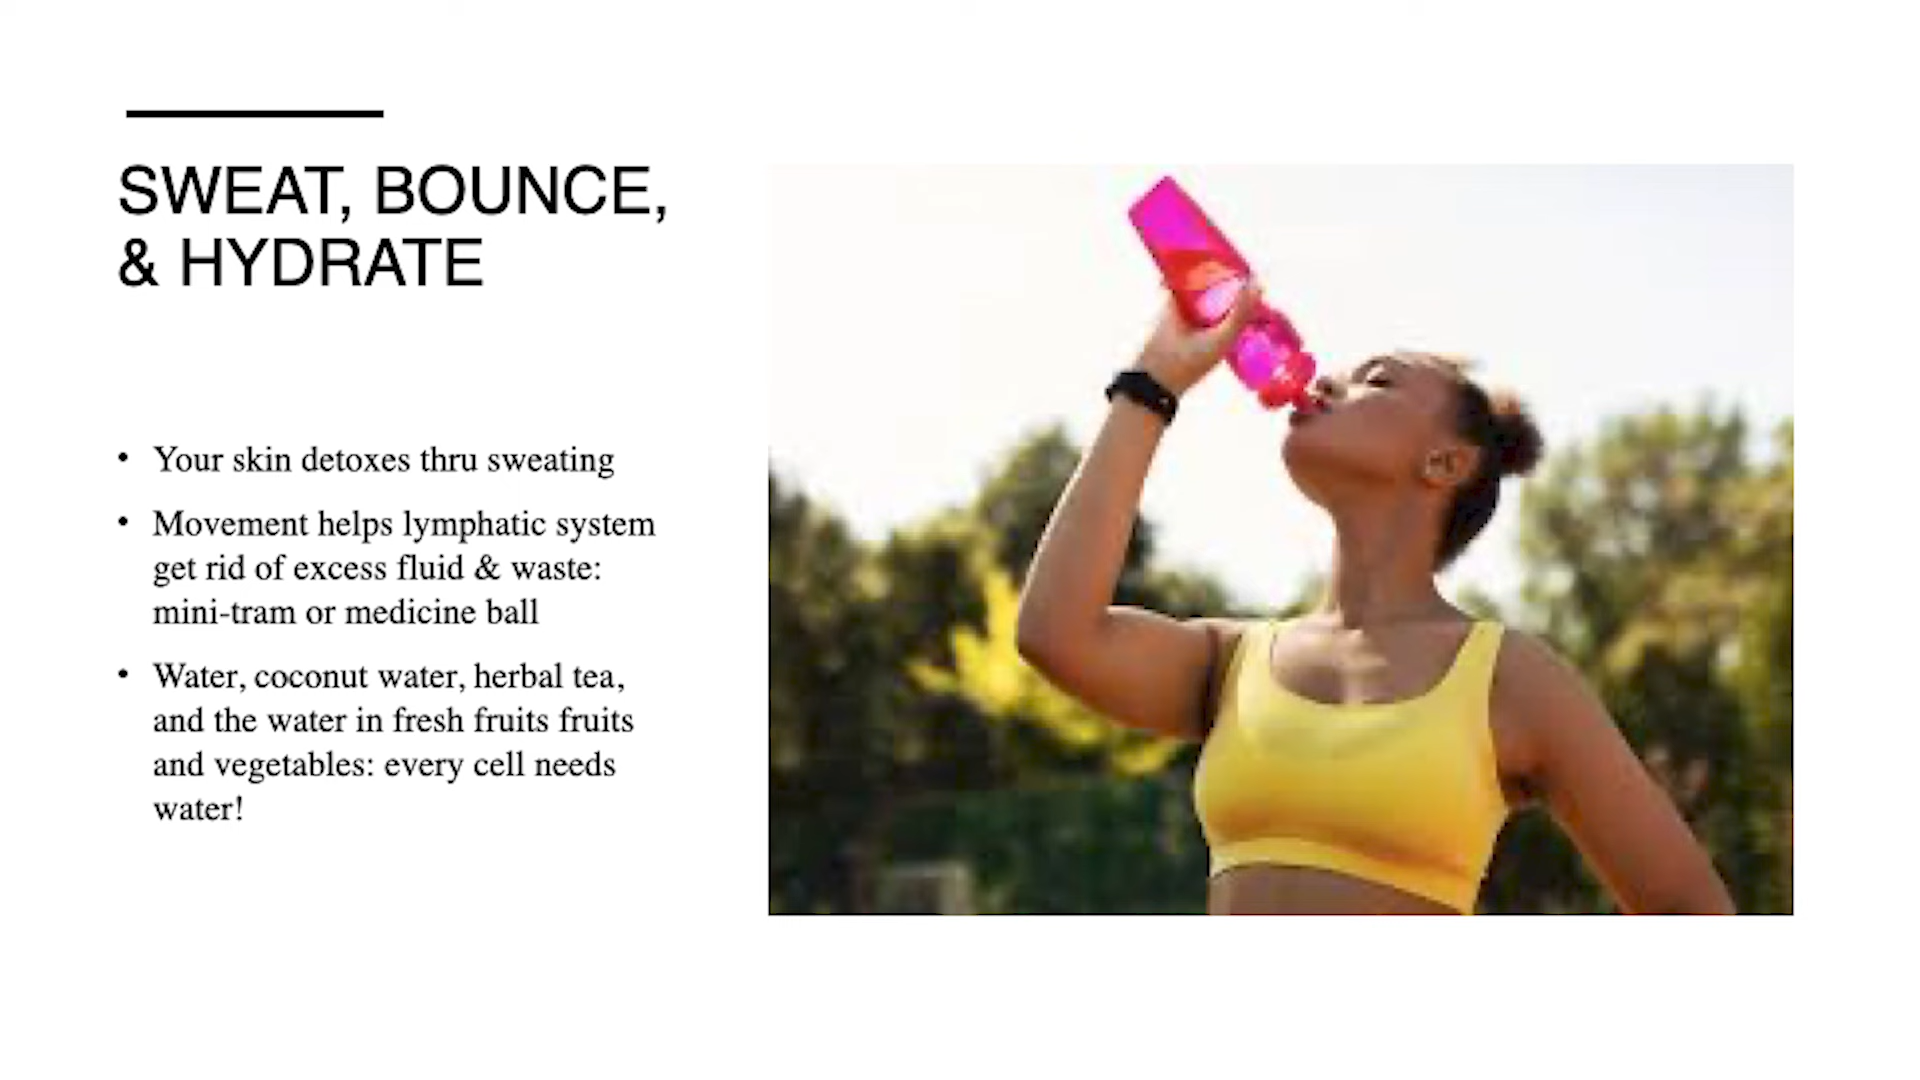 SWEAT, BOUNCE,
& HYDRATE
• Your skin detoxes thru sweating
• Movement helps lymphatic system
get rid of excess fluid & waste:
mini-tram or medicine ball
• Water, coconut water, herbal tea,
and the water in fresh fruits fruits
and vegetables: every cell needs
water!